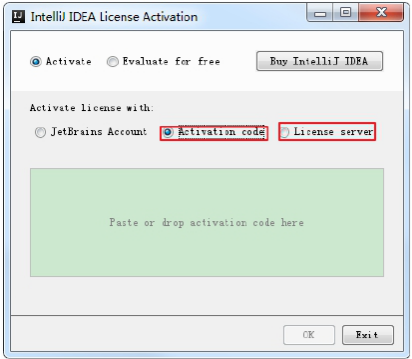 IntelliJ IDEA License Activation
Activate Evaluate for free Buy IntelliJ IDEA
Activate license with:
JetBrains Account Activation code License server
Paste or drop activation code here
OK Exit